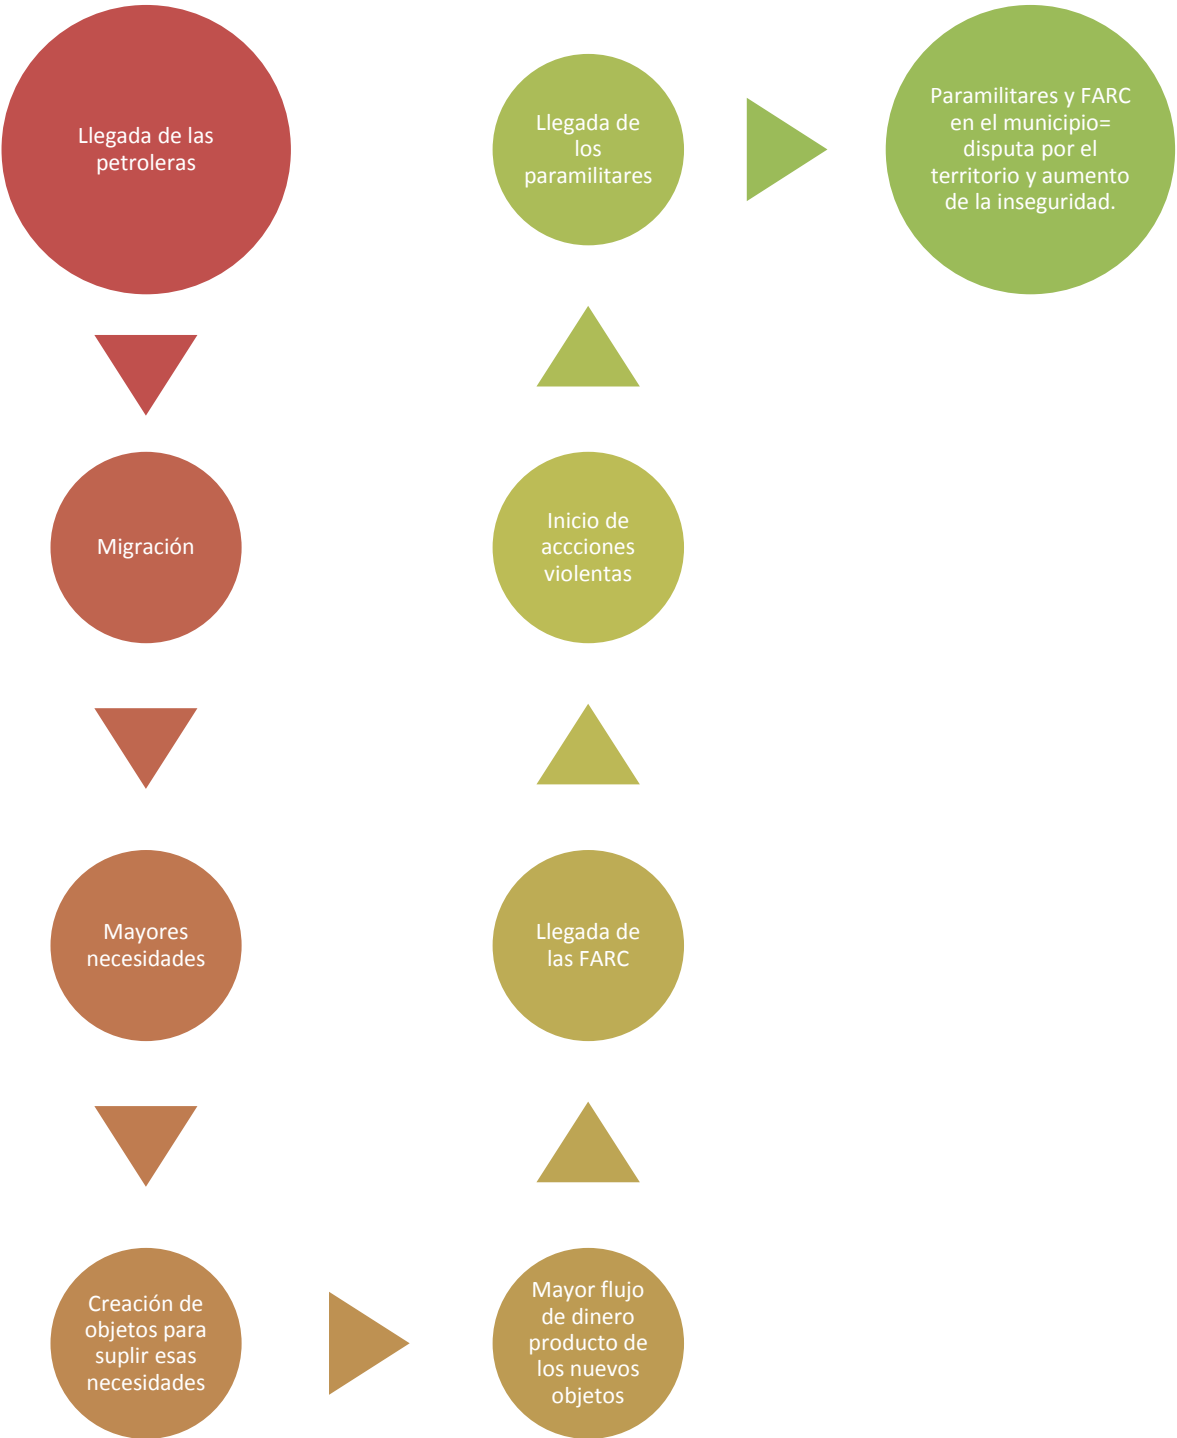 Llegada de las
petroleras
Migración
Mayores
necesidades
Creación de
objetos para
suplir esas
necesidades
Mayor flujo
de dinero
producto de
los nuevos
objetos
Llegada de
las FARC
Inicio de
accciones
violentas
Llegada de
los
paramilitares
Paramilitares y FARC
en el municipio=
disputa por el
territorio y aumento
de la inseguridad.